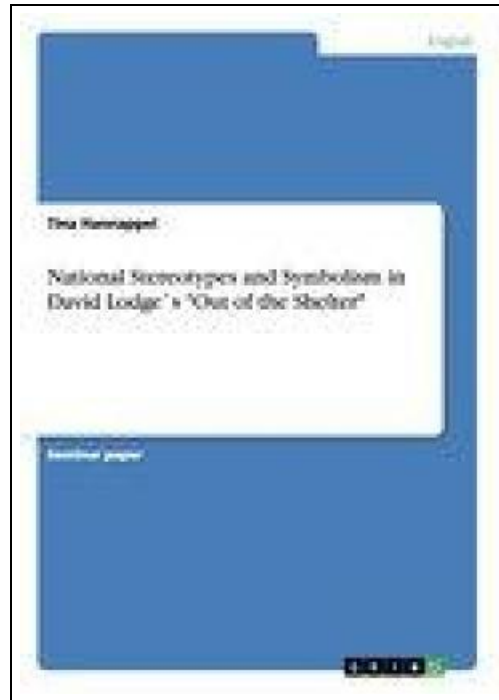 English
Tina Hannappel
National Stereotypes and Symbolism in
David Lodge´s "Out of the Shelter"
Seminar paper
G R I N